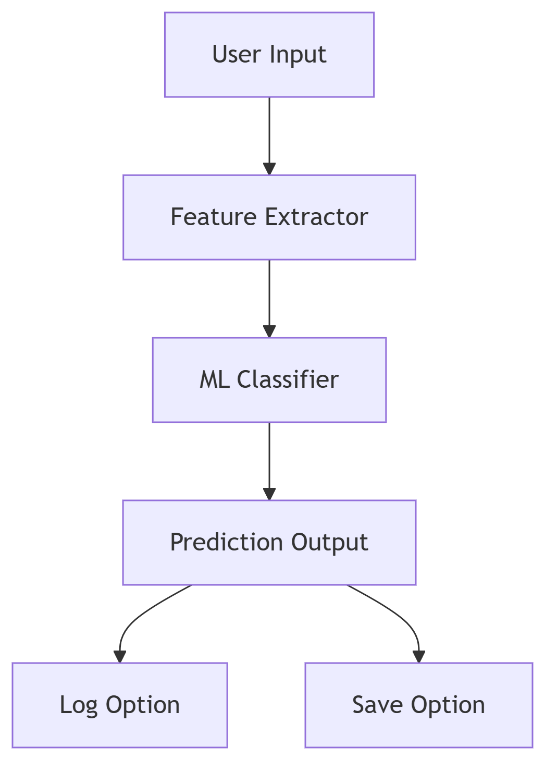 User Input
Feature Extractor
ML Classifier
Prediction Output
Log Option
Save Option